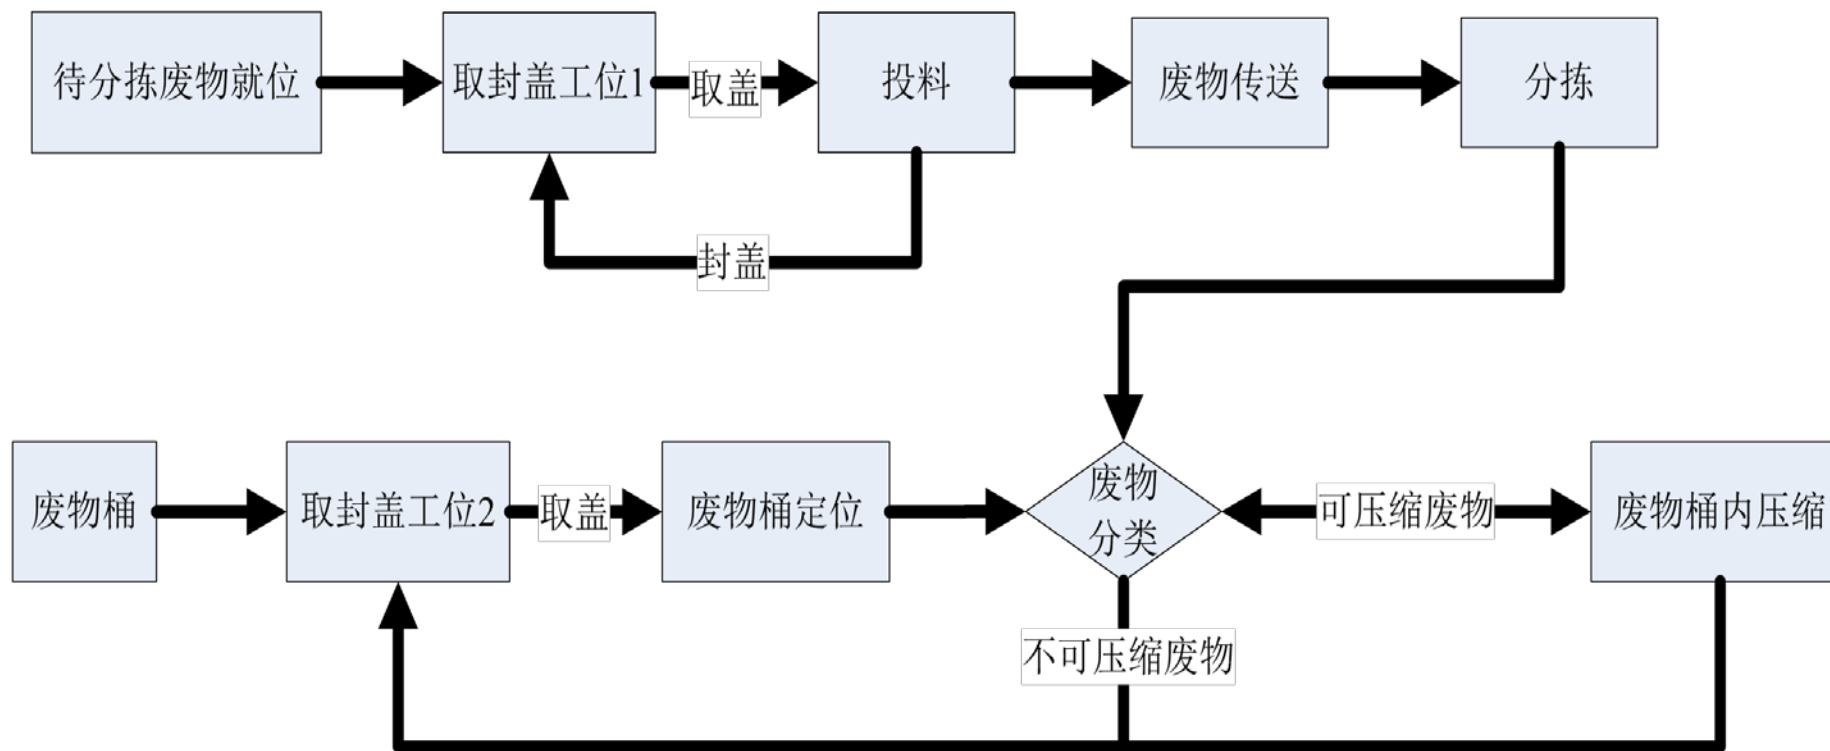 待分拣废物就位
取封盖工位1
取盖
投料
废物传送
分拣
封盖
废物桶
取封盖工位2
取盖
废物桶定位
废物
分类
可压缩废物
废物桶内压缩
不可压缩废物